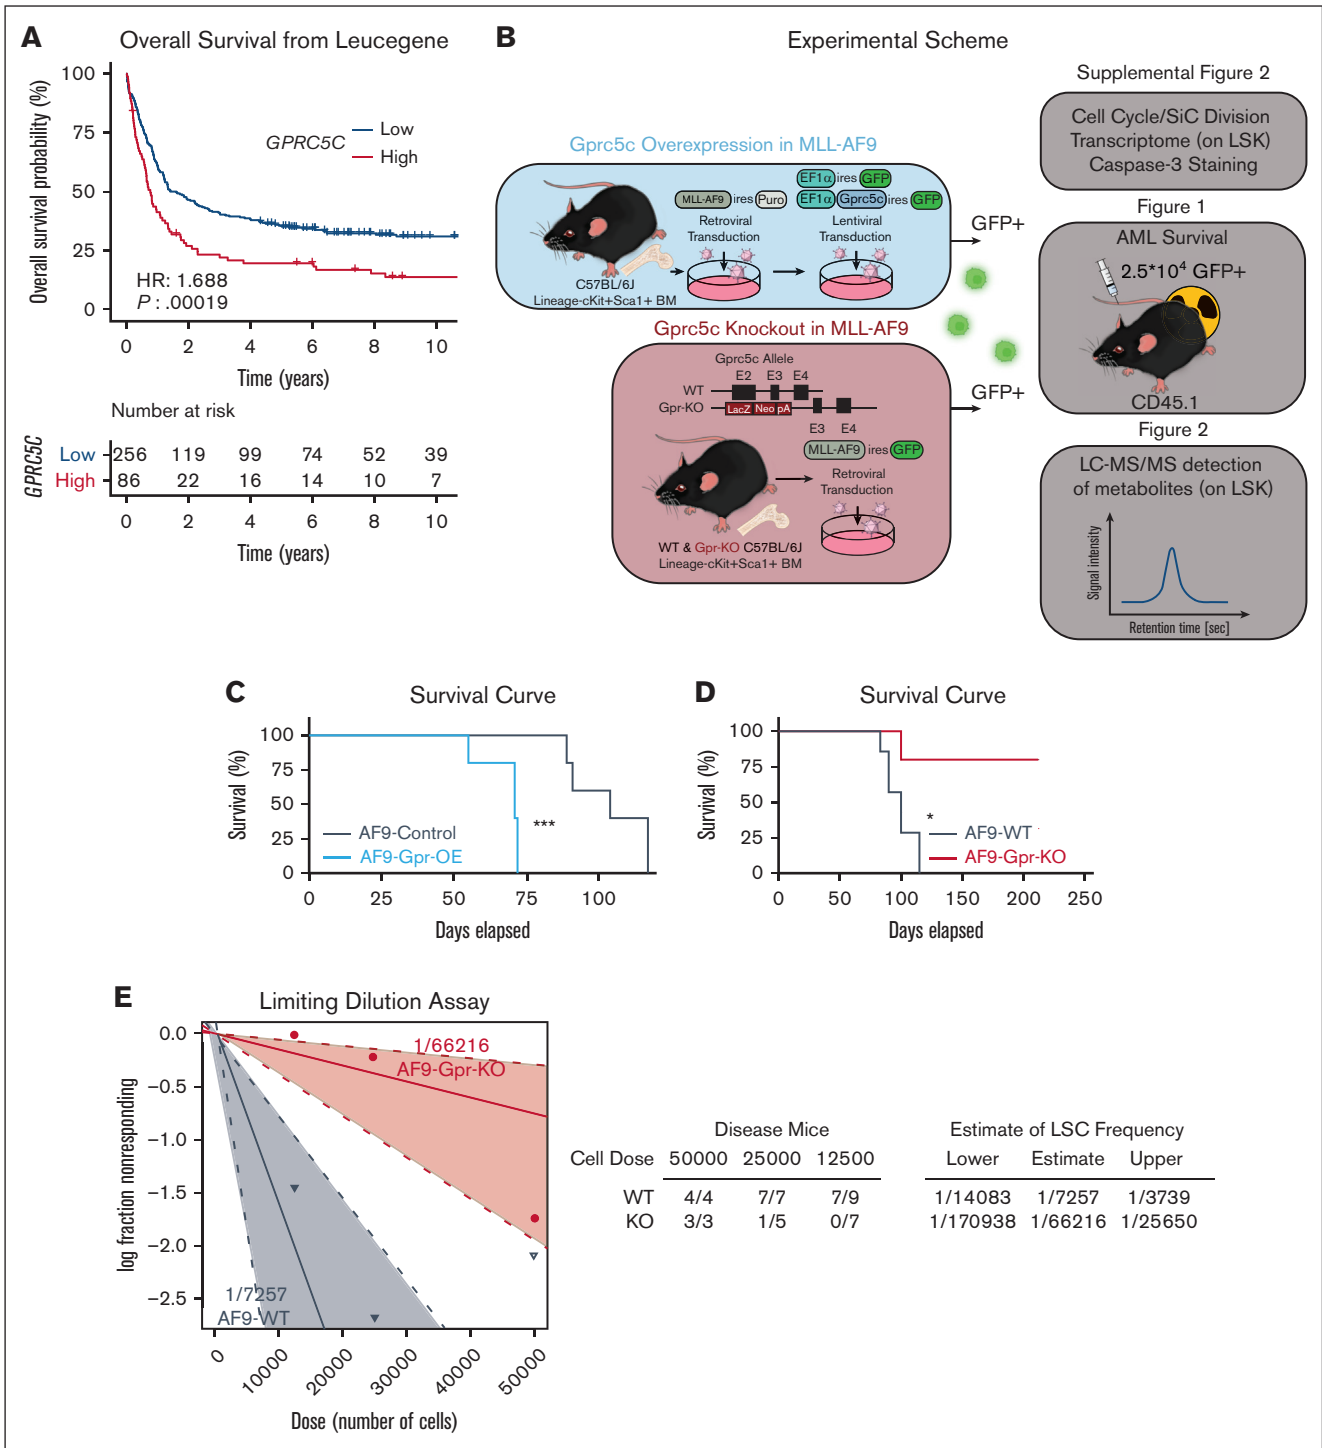 A
Overall Survival from Leucegene
Overall survival probability (%)
100
75
50
25
0
GPRC5C
Low
High
HR: 1.688
P : .00019
0 2 4 6 8 10
Time (years)
Number at risk
GPRC5C
Low 256 119 99 74 52 39
High 86 22 16 14 10 7
0 2 4 6 8 10
Time (years)
B
Experimental Scheme
Gprc5c Overexpression in MLL-AF9
EF1α ires GFP
MLL-AF9 ires Puro
EF1α Gprc5c ires GFP
Retroviral
Transduction
Lentiviral
Transduction
C57BL/6J
Lineage-cKit+Sca1+ BM
GFP+
Gprc5c Knockout in MLL-AF9
Gprc5c Allele
E2 E3 E4
WT
Gpr-KO LacZ Neo pA
E3 E4
MLL-AF9 ires GFP
Retroviral
Transduction
WT & Gpr-KO C57BL/6J
Lineage-cKit+Sca1+ BM
GFP+
Supplemental Figure 2
Cell Cycle/SiC Division
Transcriptome (on LSK)
Caspase-3 Staining
Figure 1
AML Survival
2.5*10⁴ GFP+
CD45.1
Figure 2
LC-MS/MS detection
of metabolites (on LSK)
Signal intensity
Retention time [sec]
C
Survival Curve
Survival (%)
100
75
50
25
0
AF9-Control
AF9-Gpr-OE
***
0 25 50 75 100
Days elapsed
D
Survival Curve
Survival (%)
100
75
50
25
0
*
AF9-WT
AF9-Gpr-KO
0 50 100 150 200 250
Days elapsed
E
Limiting Dilution Assay
log fraction nonresponding
0.0
−0.5
−1.0
−1.5
−2.0
−2.5
1/66216
AF9-Gpr-KO
1/7257
AF9-WT
0 10000 20000 30000 40000 50000
Dose (number of cells)
Disease Mice
Cell Dose 50000 25000 12500
WT 4/4 7/7 7/9
KO 3/3 1/5 0/7
Estimate of LSC Frequency
Lower Estimate Upper
1/14083 1/7257 1/3739
1/170938 1/66216 1/25650